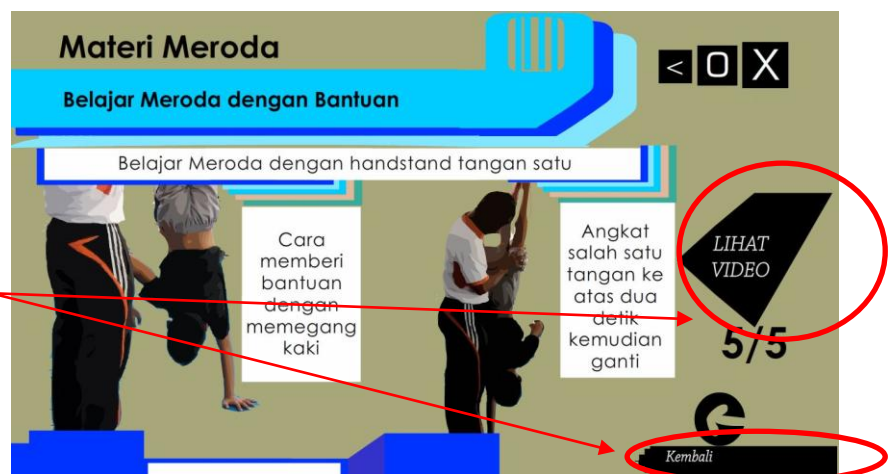 Materi Meroda
< O X
Belajar Meroda dengan Bantuan
Belajar Meroda dengan handstand tangan satu
Cara
memberi
bantuan
dengan
memegang
kaki
Angkat
salah satu
tangan ke
atas dua
detik
kemudian
ganti
LIHAT
VIDEO
5/5
Kembali